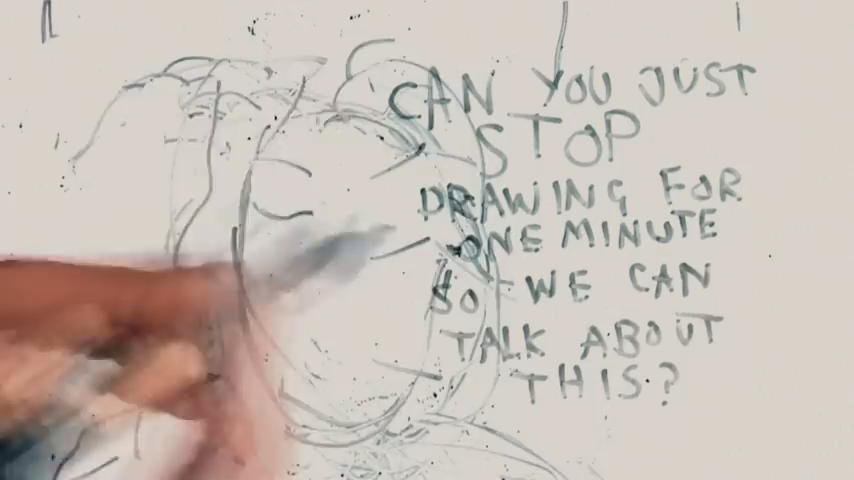 CAN YOU JUST
STOP
DRAWING FOR
ONE MINUTE
SO WE CAN
TALK ABOUT
THIS?